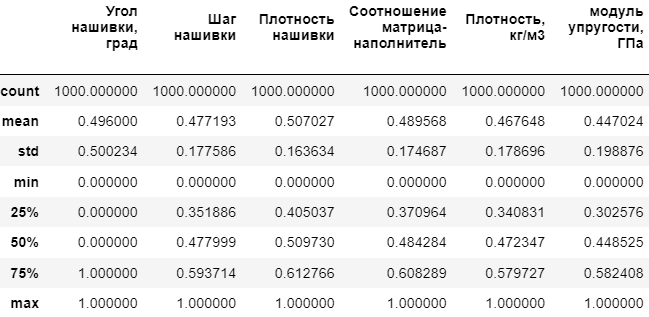 Угол нашивки, град Шаг нашивки Плотность нашивки Соотношение матрица-наполнитель Плотность, кг/м3 модуль упругости, ГПа
count 1000.000000 1000.000000 1000.000000 1000.000000 1000.000000 1000.000000
mean 0.496000 0.477193 0.507027 0.489568 0.467648 0.447024
std 0.500234 0.177586 0.163634 0.174687 0.178696 0.198876
min 0.000000 0.000000 0.000000 0.000000 0.000000 0.000000
25% 0.000000 0.351886 0.405037 0.370964 0.340831 0.302576
50% 0.000000 0.477999 0.509730 0.484284 0.472347 0.448525
75% 1.000000 0.593714 0.612766 0.608289 0.579727 0.582408
max 1.000000 1.000000 1.000000 1.000000 1.000000 1.000000